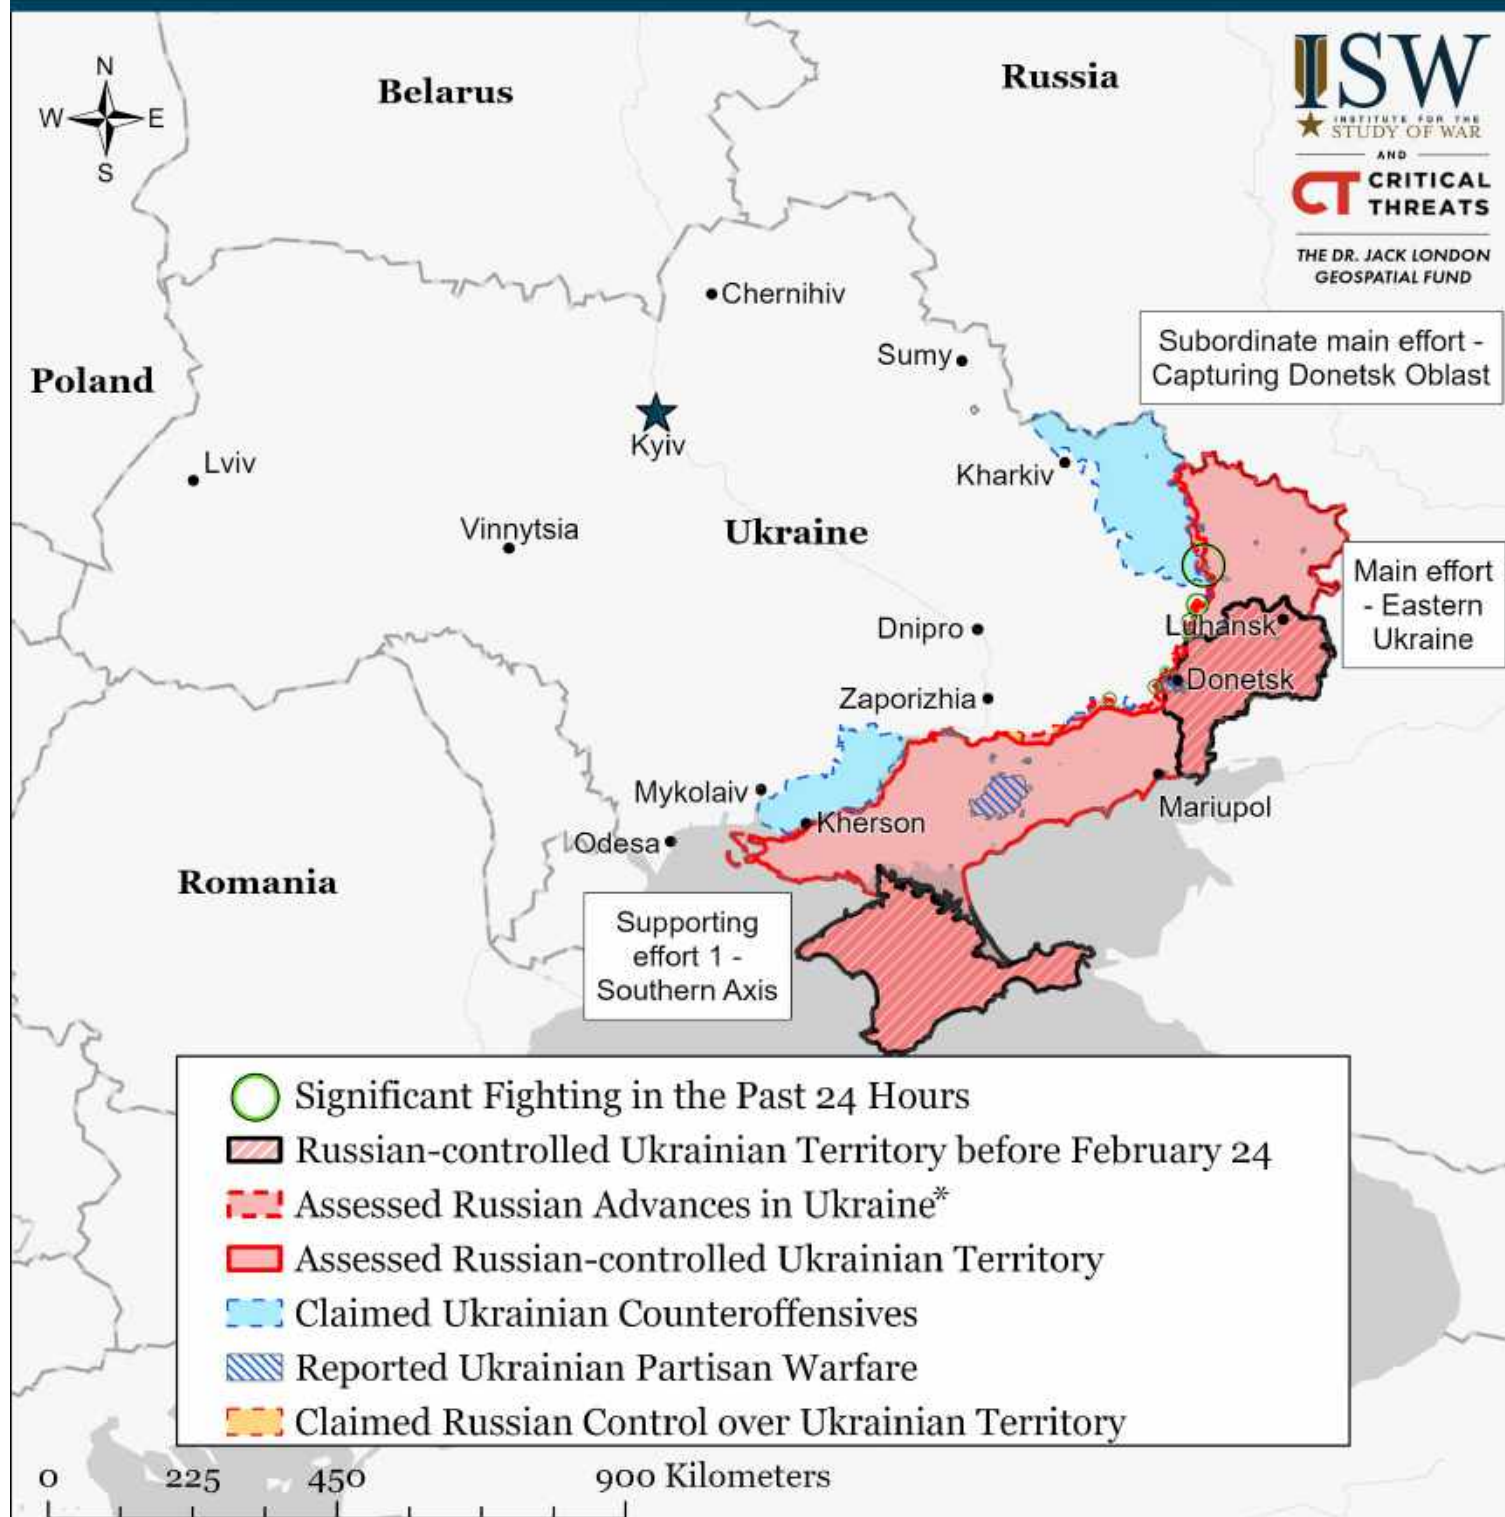 N
W E
S
Belarus
Russia
ISW
INSTITUTE FOR THE
STUDY OF WAR
AND
CT CRITICAL
THREATS
THE DR. JACK LONDON
GEOSPATIAL FUND
Chernihiv
Subordinate main effort -
Capturing Donetsk Oblast
Sumy
Poland
Kyiv
Lviv
Kharkiv
Vinnytsia
Ukraine
Main effort
- Eastern
Ukraine
Dnipro
Luhansk
Donetsk
Zaporizhia
Mykolaiv
Mariupol
Kherson
Odesa
Romania
Supporting
effort 1 -
Southern Axis
Significant Fighting in the Past 24 Hours
Russian-controlled Ukrainian Territory before February 24
Assessed Russian Advances in Ukraine*
Assessed Russian-controlled Ukrainian Territory
Claimed Ukrainian Counteroffensives
Reported Ukrainian Partisan Warfare
Claimed Russian Control over Ukrainian Territory
0 225 450 900 Kilometers